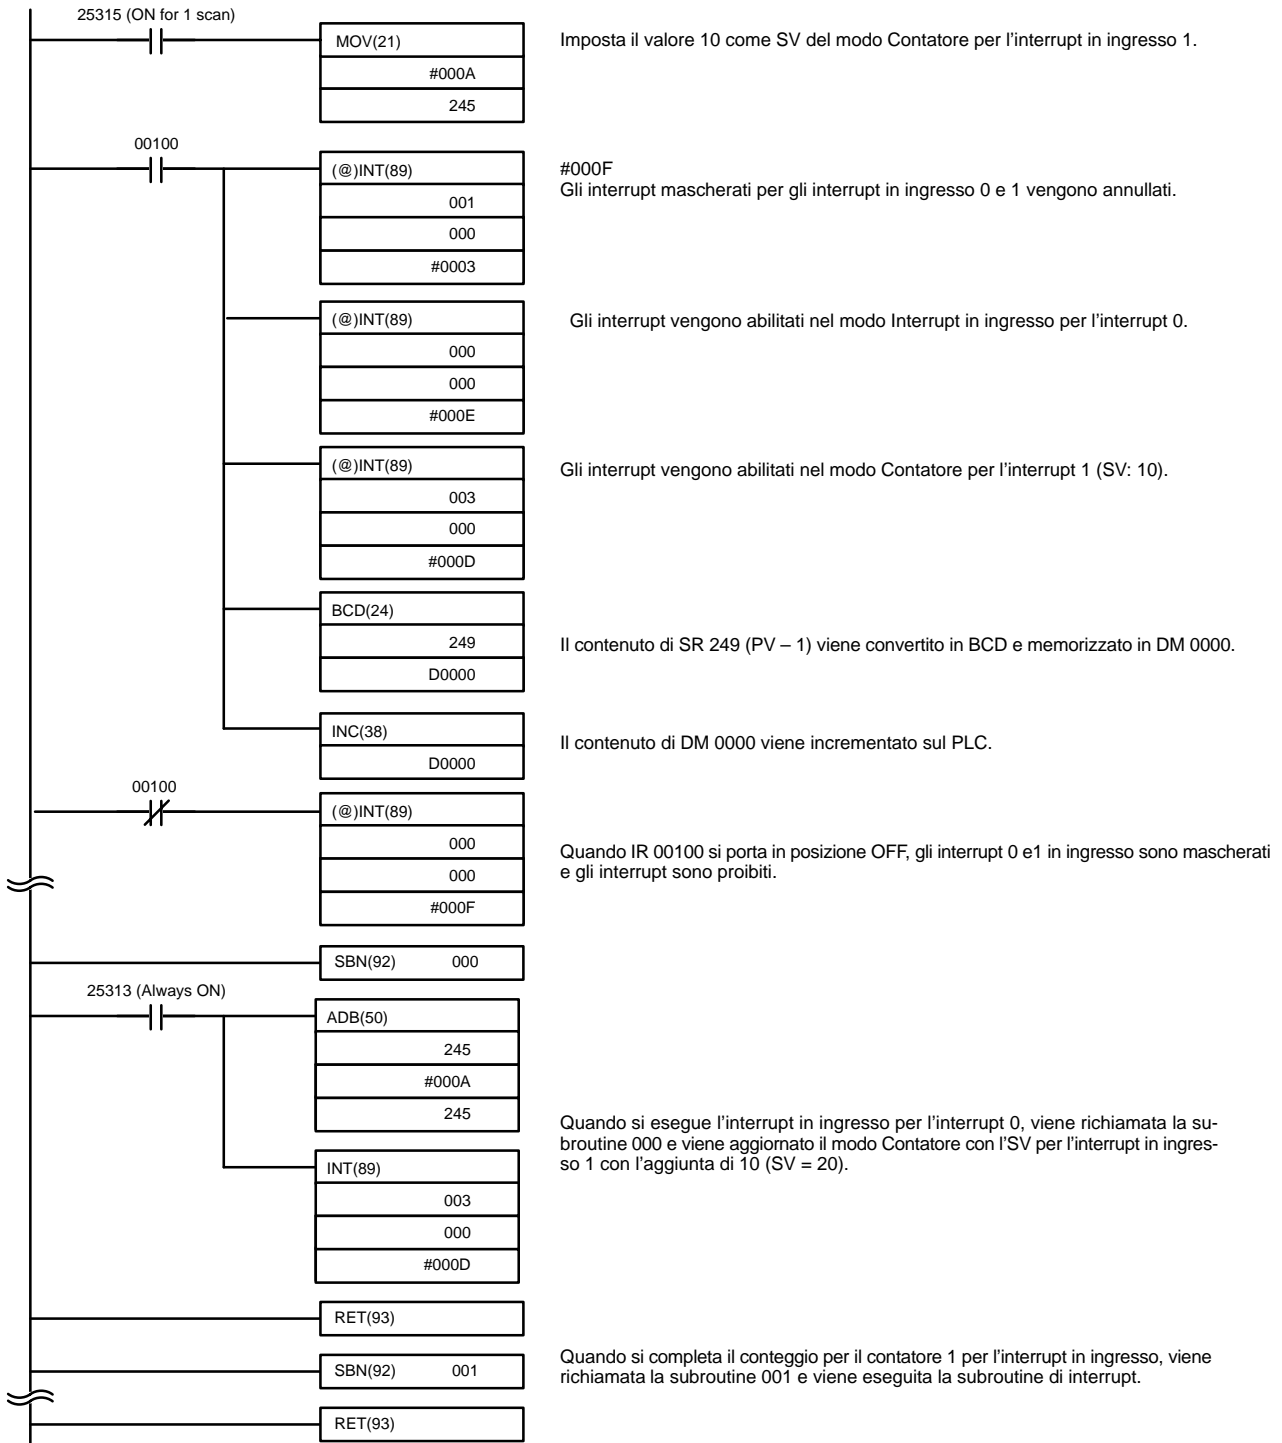 25315 (ON for 1 scan)
MOV(21)
#000A
245
Imposta il valore 10 come SV del modo Contatore per l'interrupt in ingresso 1.
00100
(@)INT(89)
001
000
#0003
#000F
Gli interrupt mascherati per gli interrupt in ingresso 0 e 1 vengono annullati.
(@)INT(89)
000
000
#000E
Gli interrupt vengono abilitati nel modo Interrupt in ingresso per l'interrupt 0.
(@)INT(89)
003
000
#000D
Gli interrupt vengono abilitati nel modo Contatore per l'interrupt 1 (SV: 10).
BCD(24)
249
D0000
Il contenuto di SR 249 (PV – 1) viene convertito in BCD e memorizzato in DM 0000.
INC(38)
D0000
Il contenuto di DM 0000 viene incrementato sul PLC.
00100
(@)INT(89)
000
000
#000F
Quando IR 00100 si porta in posizione OFF, gli interrupt 0 e1 in ingresso sono mascherati
e gli interrupt sono proibiti.
SBN(92) 000
25313 (Always ON)
ADB(50)
245
#000A
245
Quando si esegue l'interrupt in ingresso per l'interrupt 0, viene richiamata la su-
broutine 000 e viene aggiornato il modo Contatore con l'SV per l'interrupt in ingres-
so 1 con l'aggiunta di 10 (SV = 20).
INT(89)
003
000
#000D
RET(93)
SBN(92) 001
Quando si completa il conteggio per il contatore 1 per l'interrupt in ingresso, viene
richiamata la subroutine 001 e viene eseguita la subroutine di interrupt.
RET(93)